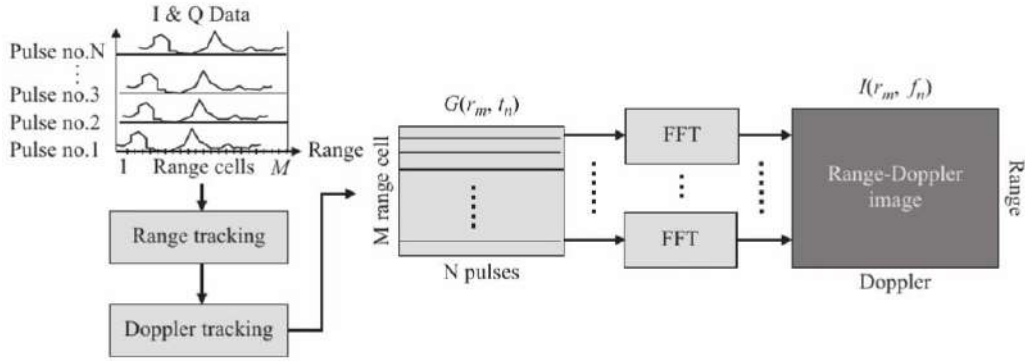 I & Q Data
Pulse no.N
Pulse no.3
Pulse no.2
Pulse no.1
1
M
Range
Range cells
Range tracking
Doppler tracking
G(rm, tn)
M range cell
N pulses
FFT
FFT
I(rm, fn)
Range-Doppler
image
Range
Doppler